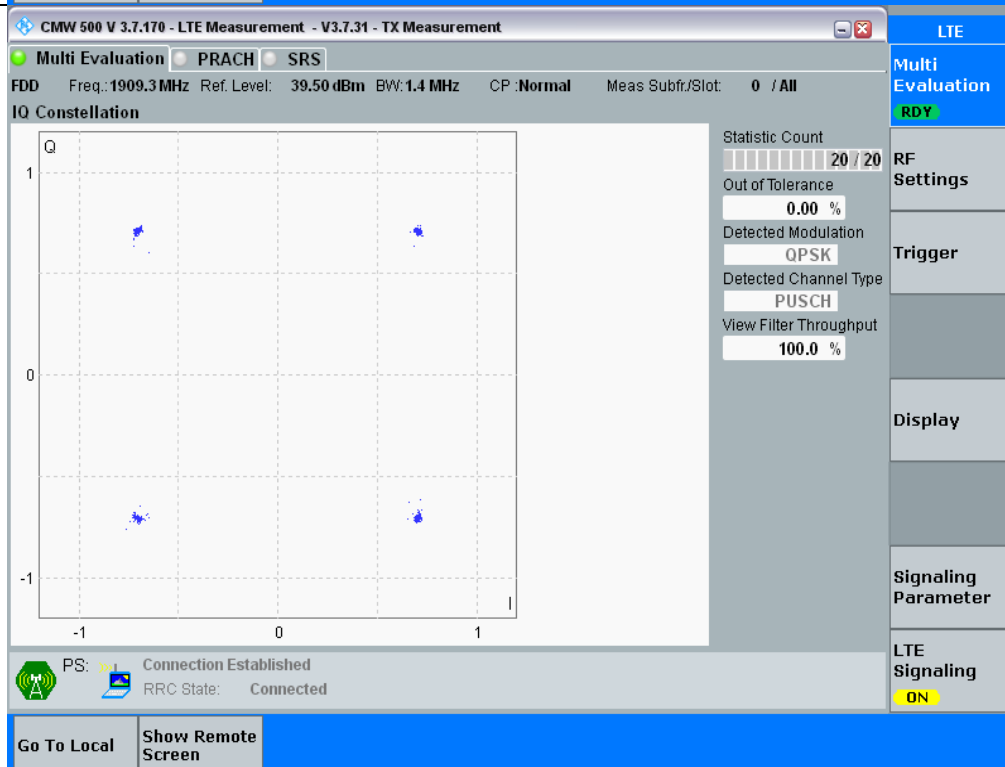 CMW 500 V 3.7.170 - LTE Measurement - V3.7.31 - TX Measurement
LTE
Multi Evaluation PRACH SRS
FDD Freq.: 1909.3 MHz Ref. Level: 39.50 dBm BW: 1.4 MHz CP : Normal Meas Subfr./Slot: 0 / All
IQ Constellation
Q
1
0
-1
-1 0 1
I
Statistic Count
20 / 20
Out of Tolerance
0.00 %
Detected Modulation
QPSK
Detected Channel Type
PUSCH
View Filter Throughput
100.0 %
PS: Connection Established
RRC State: Connected
Multi
Evaluation
RDY
RF
Settings
Trigger
Display
Signaling
Parameter
LTE
Signaling
ON
Go To Local
Show Remote
Screen